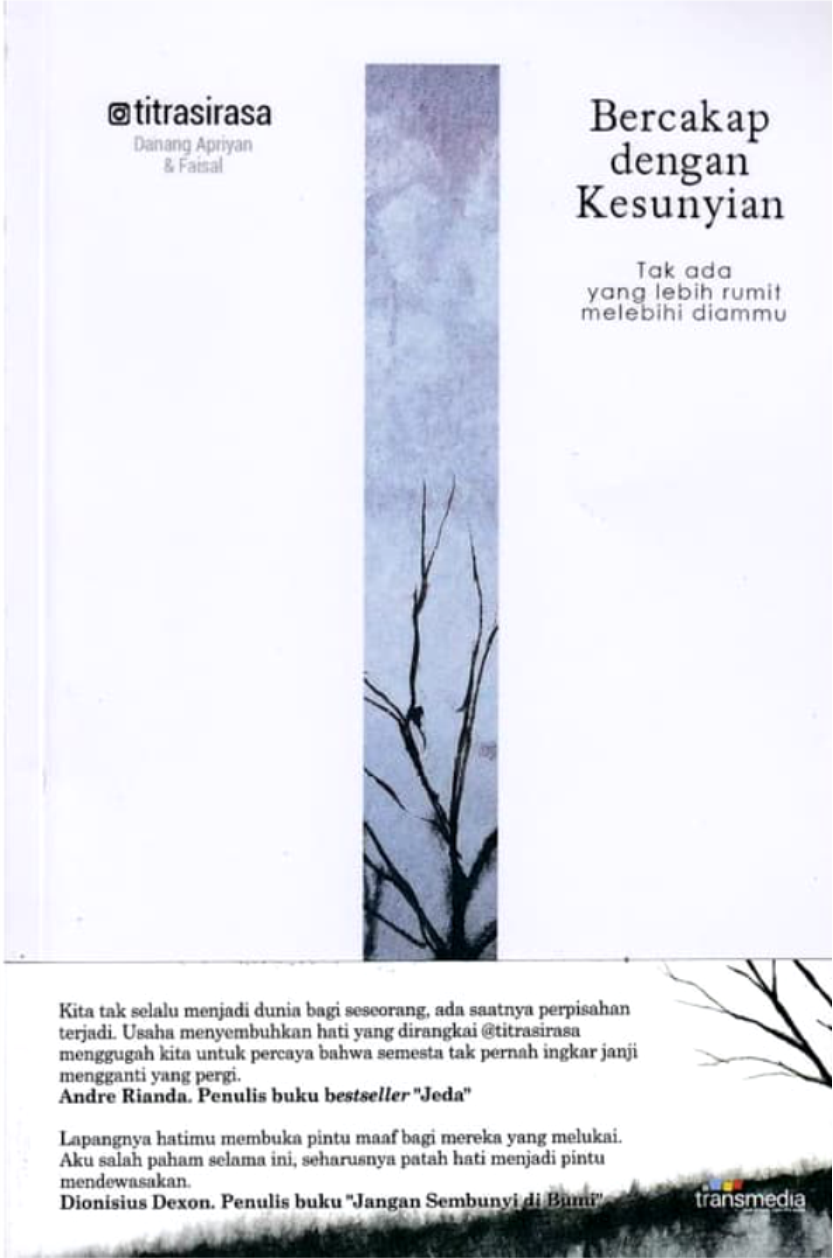 titrasirasa
Danang Apriyan
& Faisal
Bercakap
dengan
Kesunyian
Tak ada
yang lebih rumit
melebihi diammu
Kita tak selalu menjadi dunia bagi seseorang, ada saatnya perpisahan
terjadi. Usaha menyembuhkan hati yang dirangkai @titrasirasa
menggugah kita untuk percaya bahwa semesta tak pernah ingkar janji
mengganti yang pergi.
Andre Rianda. Penulis buku bestseller "Jeda"
Lapangnya hatimu membuka pintu maaf bagi mereka yang melukai.
Aku salah paham selama ini, seharusnya patah hati menjadi pintu
mendewasakan.
Dionisius Dexon. Penulis buku "Jangan Sembunyi di Bumi"
transmedia